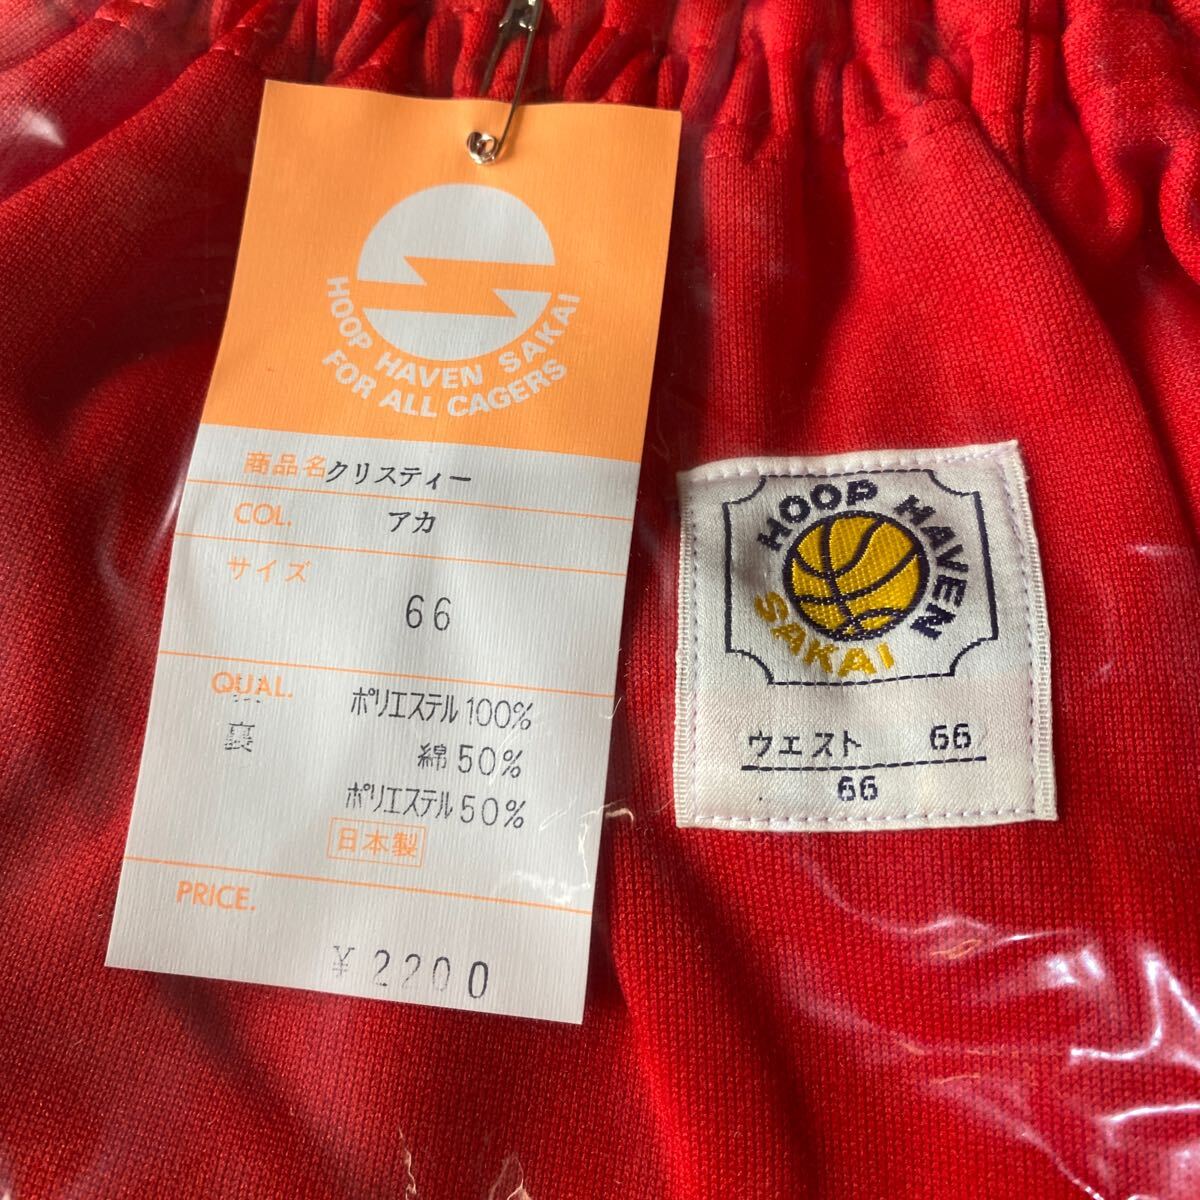 HOOP HAVEN SAKAI
FOR ALL CAGERS
商品名 クリスティー
COL. アカ
サイズ
66
QUAL. ポリエステル100%
裏 綿50%
ポリエステル50%
日本製
PRICE.
¥2200
HOOP HAVEN
SAKAI
ウエスト 66
66